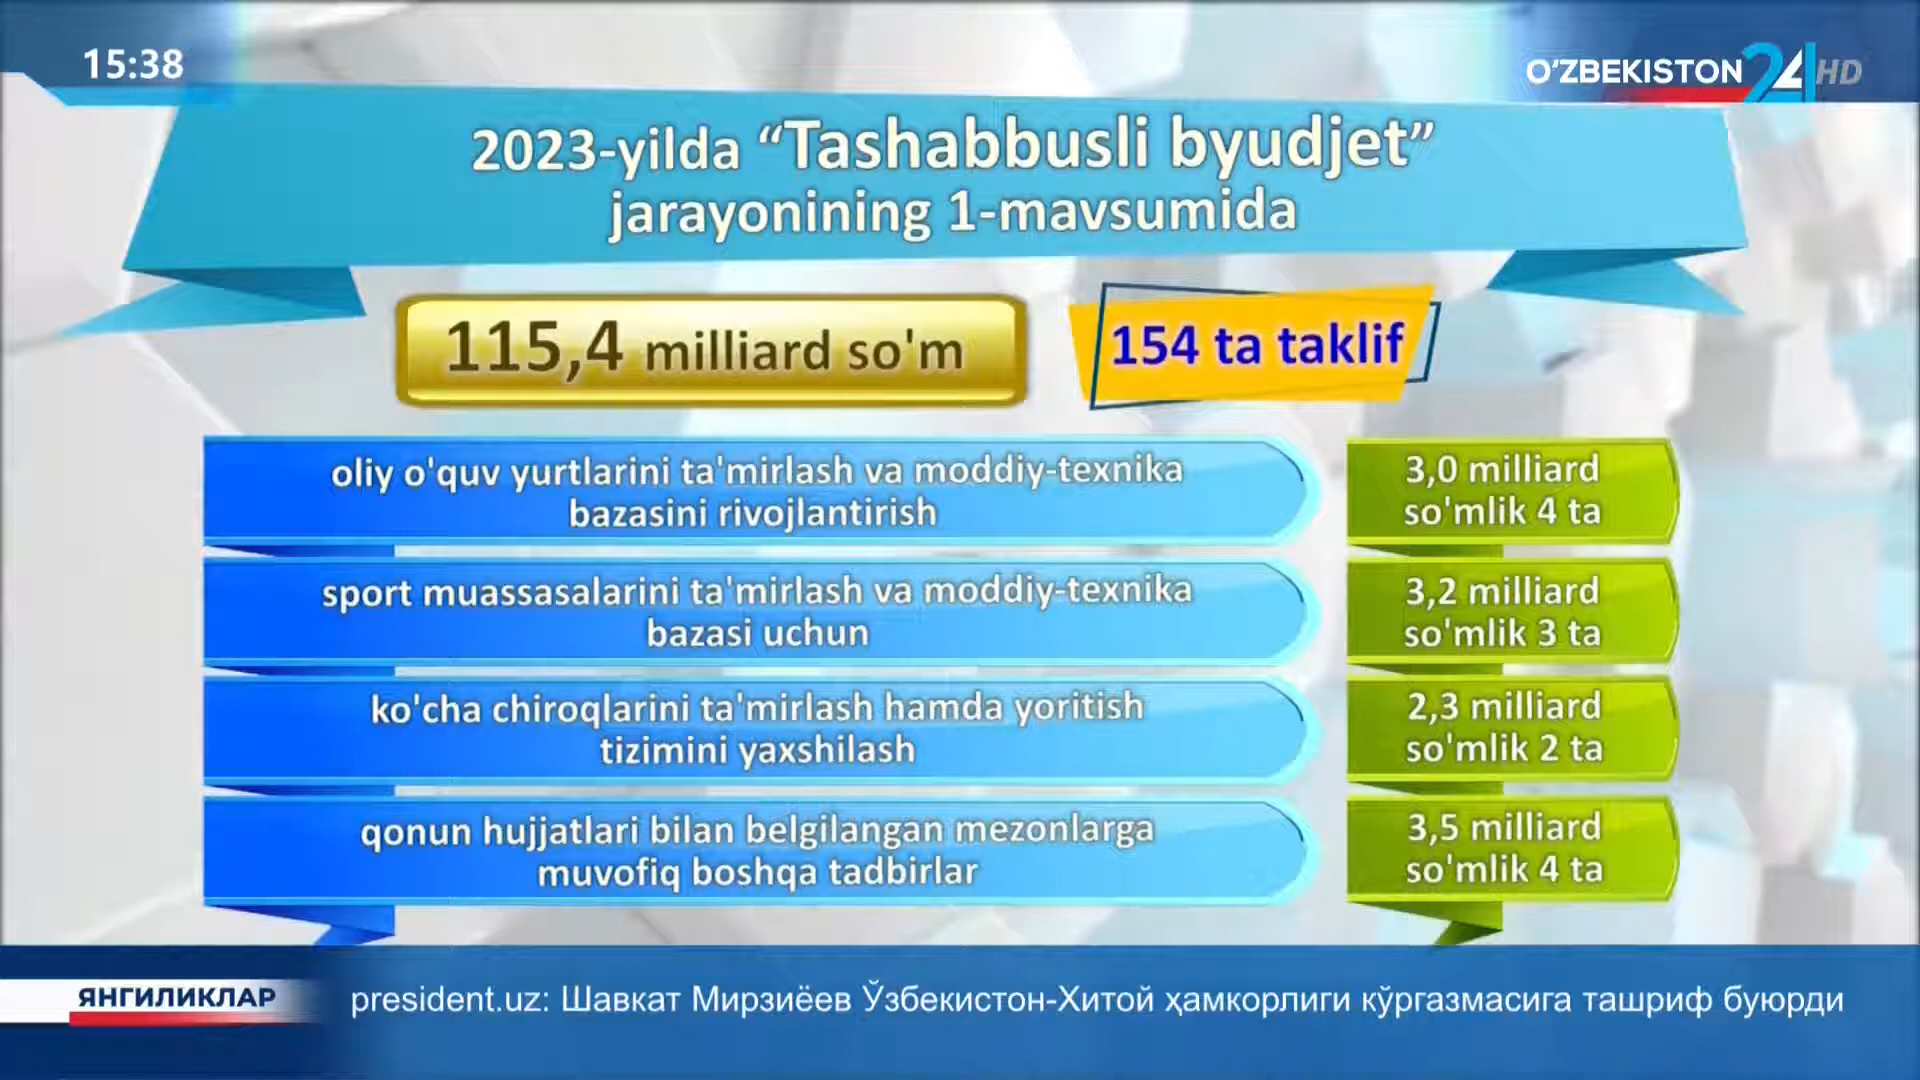 15:38
O‘ZBEKISTON 24 HD
2023-yilda “Tashabbusli byudjet”
jarayonining 1-mavsumida
115,4 milliard so'm
154 ta taklif
oliy o'quv yurtlarini ta'mirlash va moddiy-texnika
bazasini rivojlantirish
3,0 milliard
so'mlik 4 ta
sport muassasalarini ta'mirlash va moddiy-texnika
bazasi uchun
3,2 milliard
so'mlik 3 ta
ko'cha chiroqlarini ta'mirlash hamda yoritish
tizimini yaxshilash
2,3 milliard
so'mlik 2 ta
qonun hujjatlari bilan belgilangan mezonlarga
muvofiq boshqa tadbirlar
3,5 milliard
so'mlik 4 ta
ЯНГИЛИКЛАР
president.uz: Шавкат Мирзиёев Ўзбекистон-Хитой ҳамкорлиги кўргазмасига ташриф буюрди